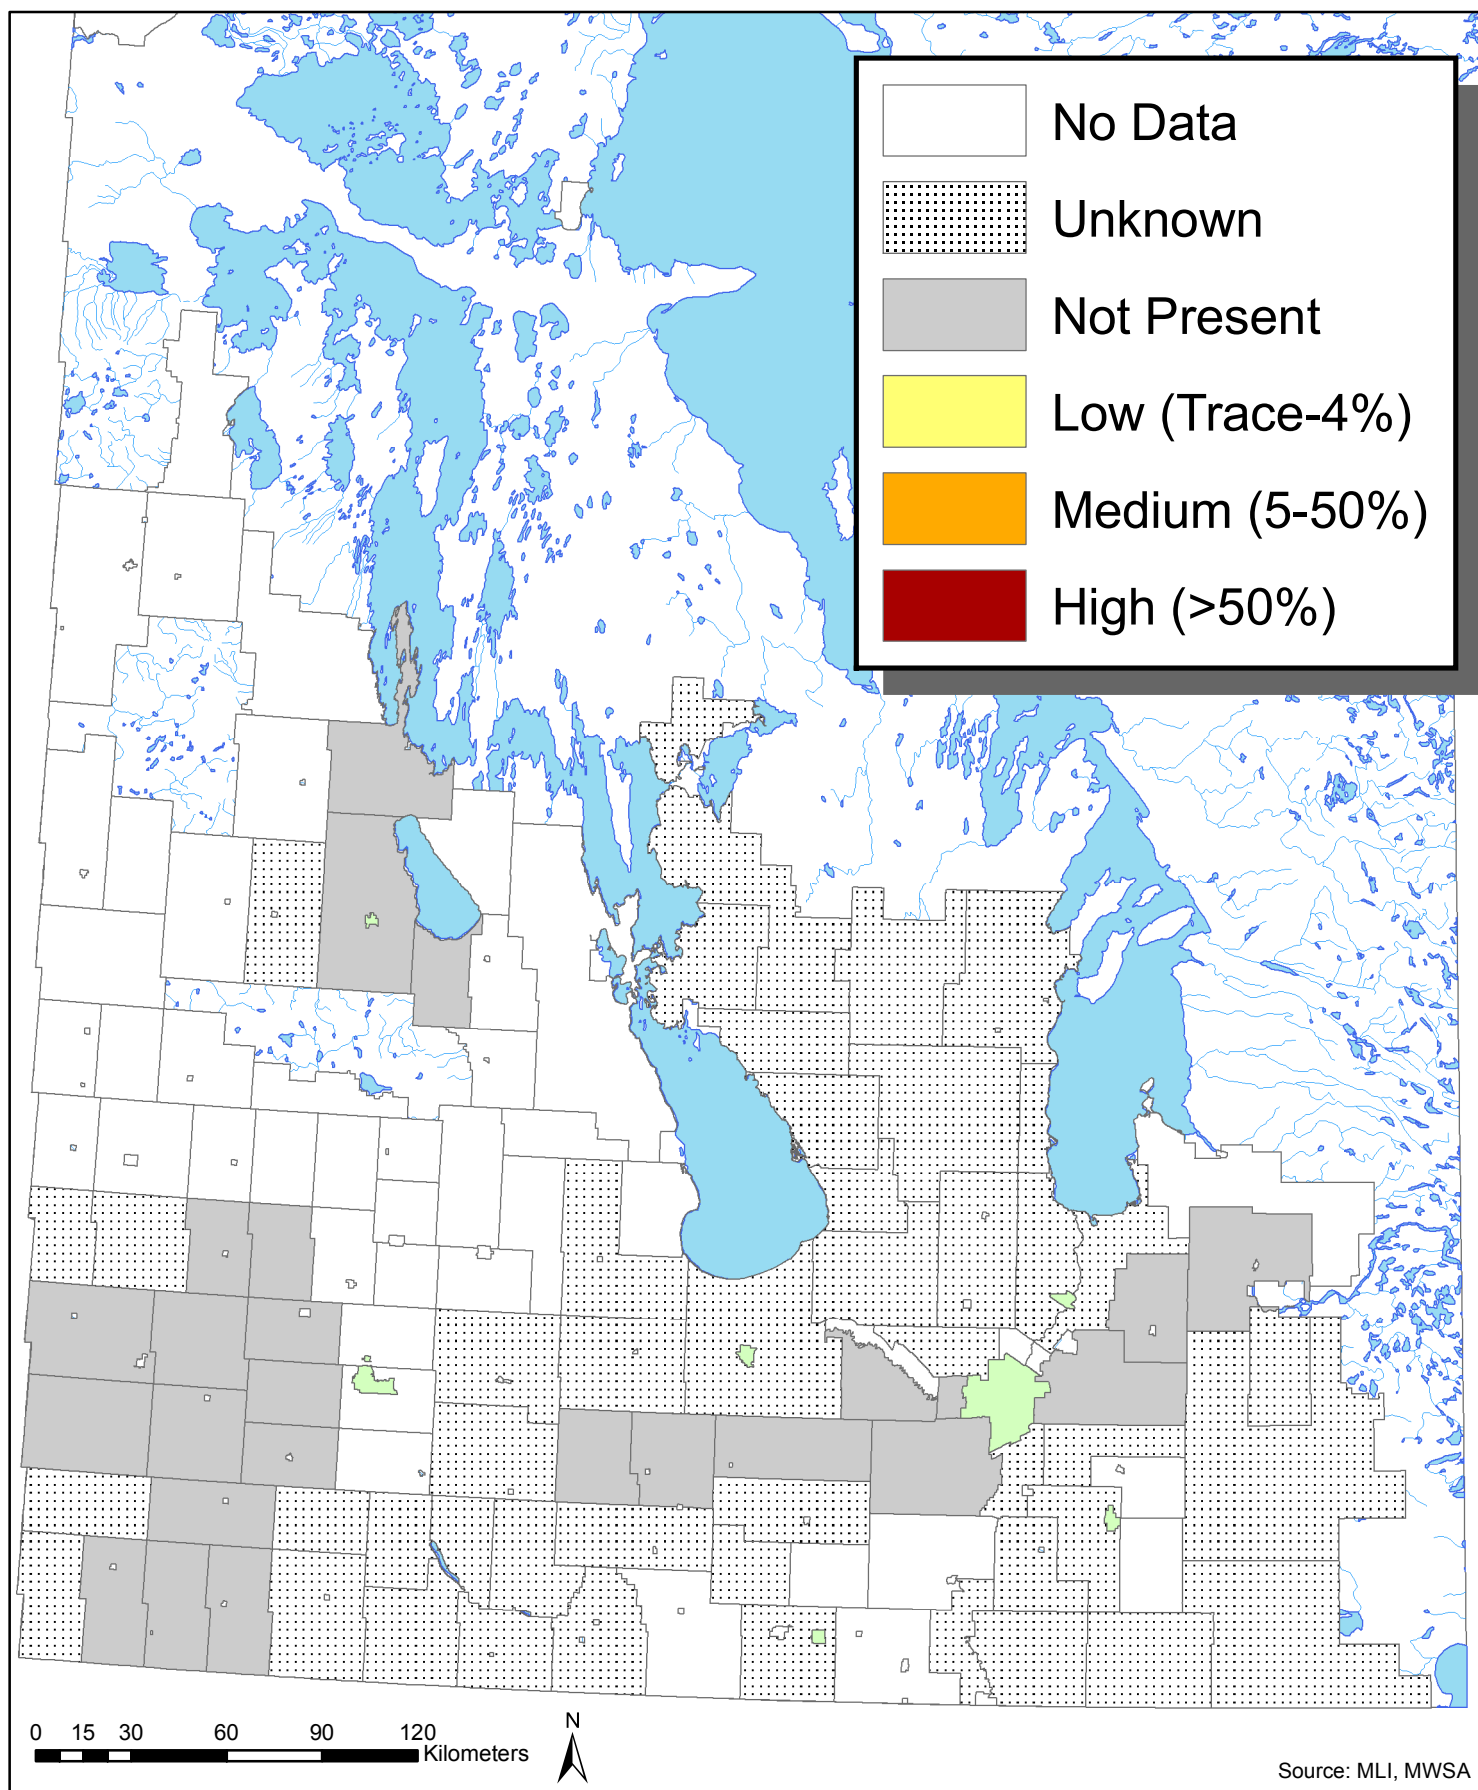 No Data
Unknown
Not Present
Low (Trace-4%)
Medium (5-50%)
High (>50%)
0 15 30 60 90 120
Kilometers
N
Source: MLI, MWSA